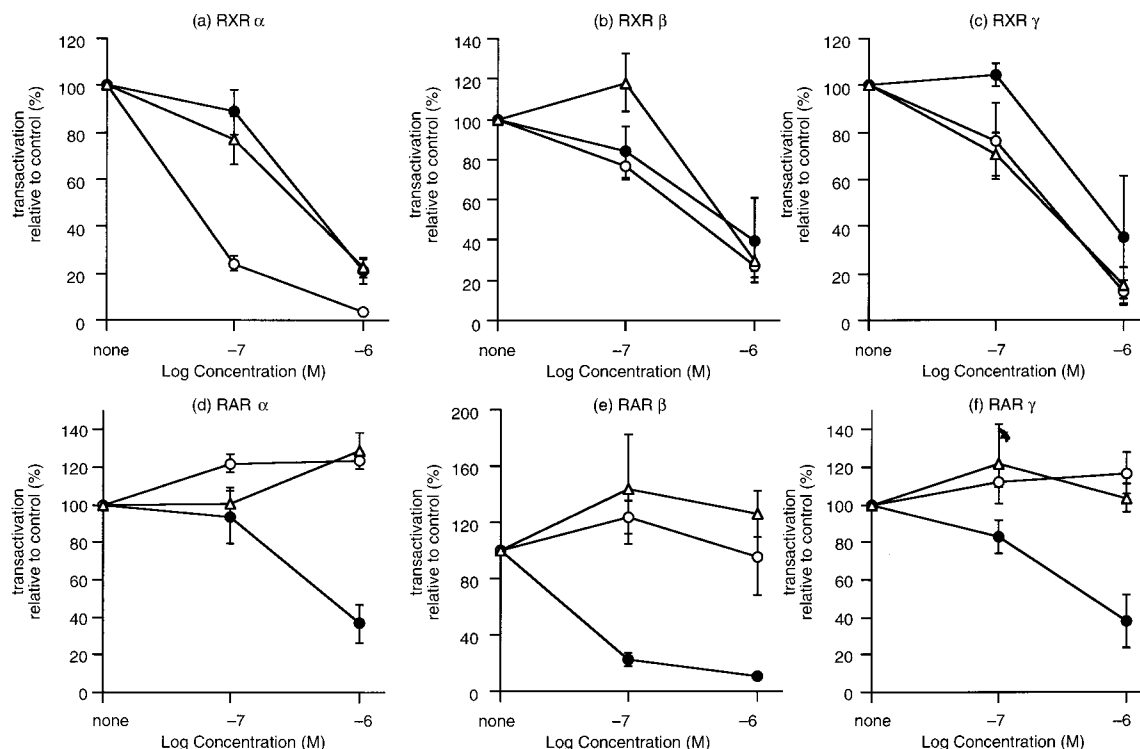 (a) RXR α
(b) RXR β
(c) RXR γ
transactivation
relative to control (%)
120
100
80
60
40
20
0
none
−7
−6
Log Concentration (M)
transactivation
relative to control (%)
140
120
100
80
60
40
20
0
none
−7
−6
Log Concentration (M)
transactivation
relative to control (%)
120
100
80
60
40
20
0
none
−7
−6
Log Concentration (M)
(d) RAR α
(e) RAR β
(f) RAR γ
transactivation
relative to control (%)
140
120
100
80
60
40
20
0
none
−7
−6
Log Concentration (M)
transactivation
relative to control (%)
200
160
120
80
40
0
none
−7
−6
Log Concentration (M)
transactivation
relative to control (%)
140
120
100
80
60
40
20
0
none
−7
−6
Log Concentration (M)